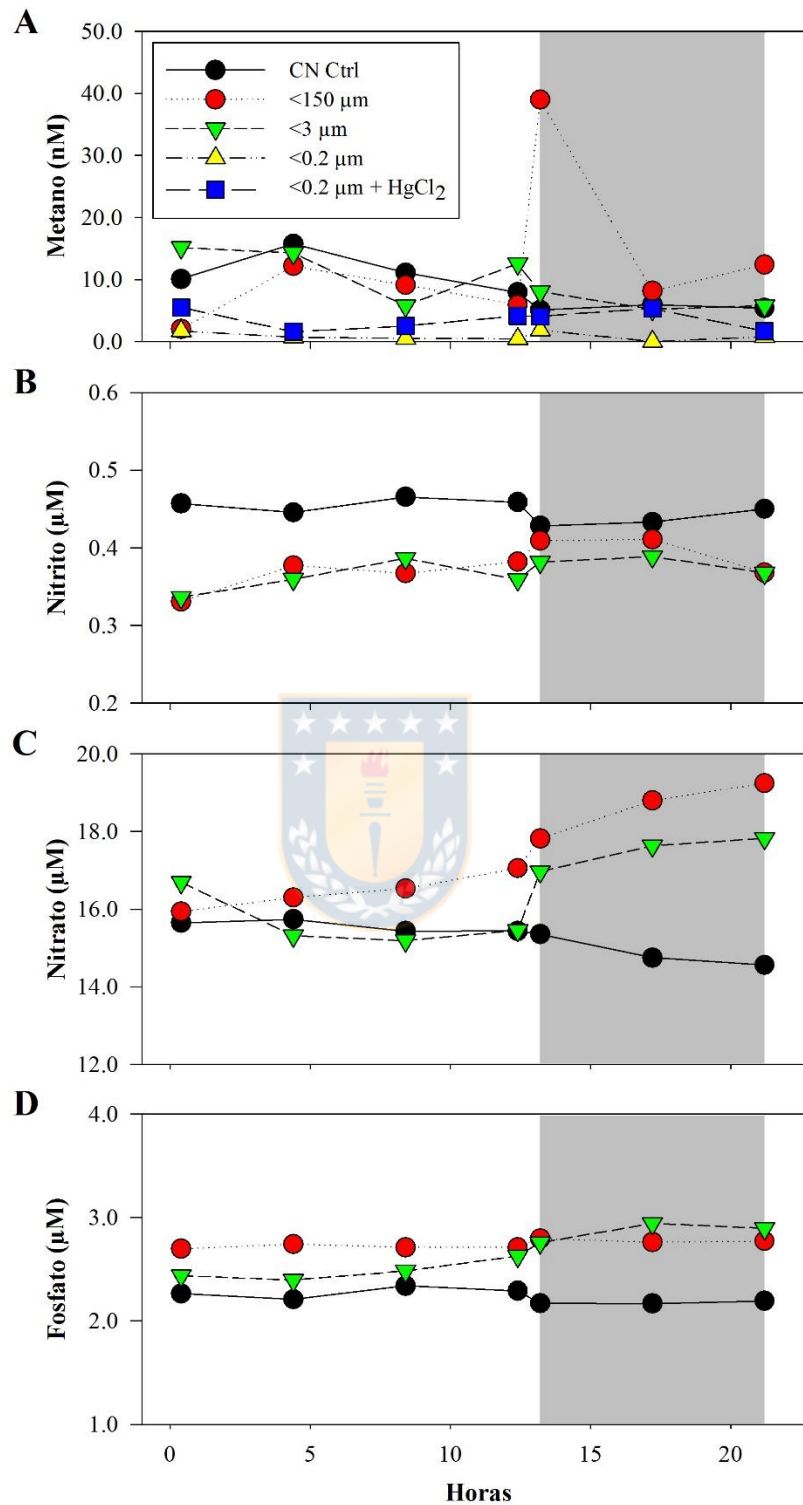 A
Metano (nM)
50.0
40.0
30.0
20.0
10.0
0.0
CN Ctrl
<150 µm
<3 µm
<0.2 µm
<0.2 µm + HgCl2
B
Nitrito (µM)
0.6
0.5
0.4
0.3
0.2
C
Nitrato (µM)
20.0
18.0
16.0
14.0
12.0
D
Fosfato (µM)
4.0
3.0
2.0
1.0
0
5
10
15
20
Horas